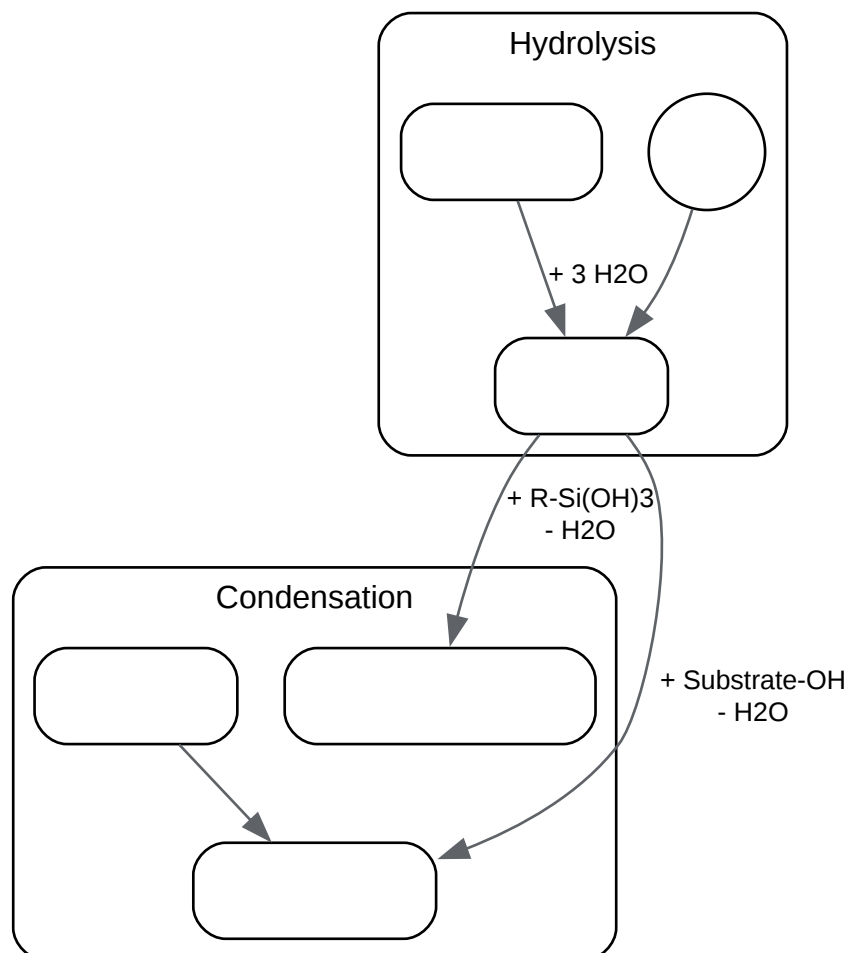 Hydrolysis
+ 3 H2O
+ R-Si(OH)3
- H2O
Condensation
+ Substrate-OH
- H2O